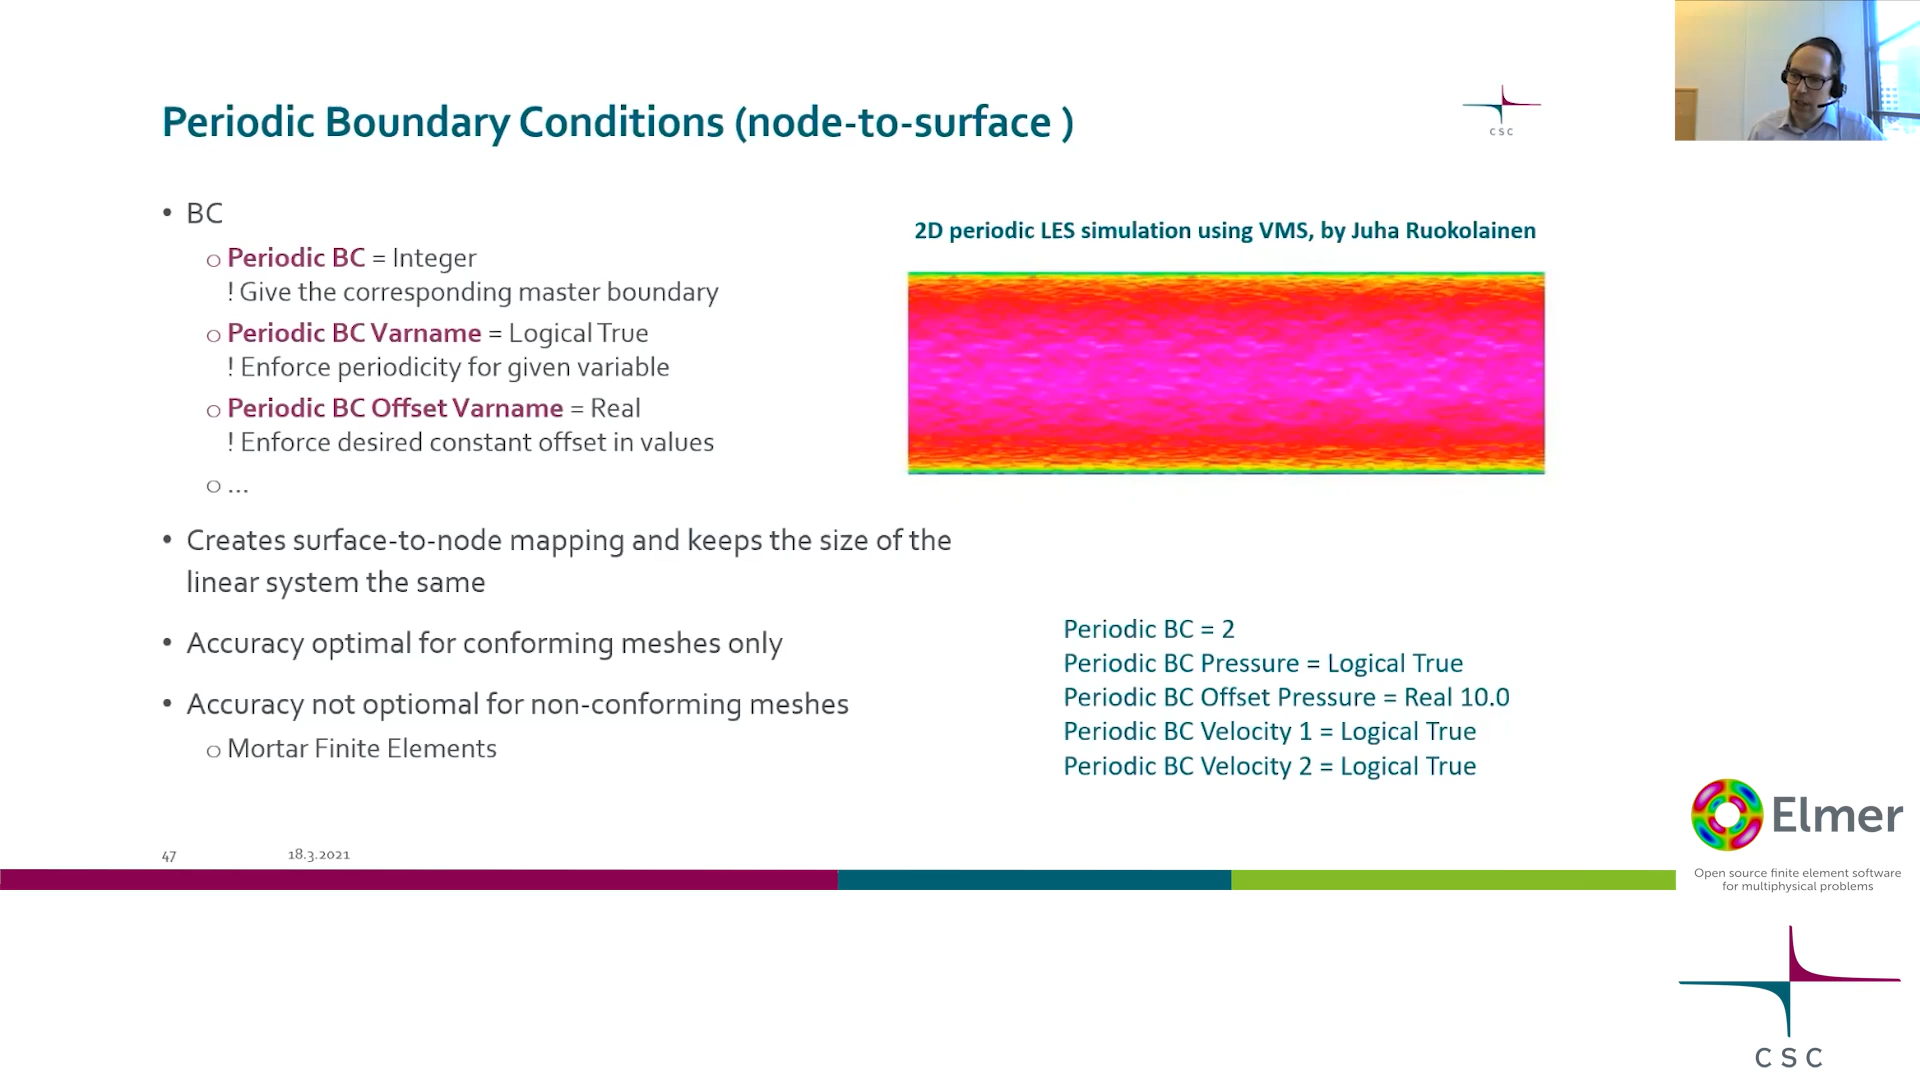 Periodic Boundary Conditions (node-to-surface )
CSC
• BC
o Periodic BC = Integer
! Give the corresponding master boundary
o Periodic BC Varname = Logical True
! Enforce periodicity for given variable
o Periodic BC Offset Varname = Real
! Enforce desired constant offset in values
o ...
• Creates surface-to-node mapping and keeps the size of the
linear system the same
• Accuracy optimal for conforming meshes only
• Accuracy not optiomal for non-conforming meshes
o Mortar Finite Elements
2D periodic LES simulation using VMS, by Juha Ruokolainen
Periodic BC = 2
Periodic BC Pressure = Logical True
Periodic BC Offset Pressure = Real 10.0
Periodic BC Velocity 1 = Logical True
Periodic BC Velocity 2 = Logical True
47
18.3.2021
Elmer
Open source finite element software
for multiphysical problems
CSC